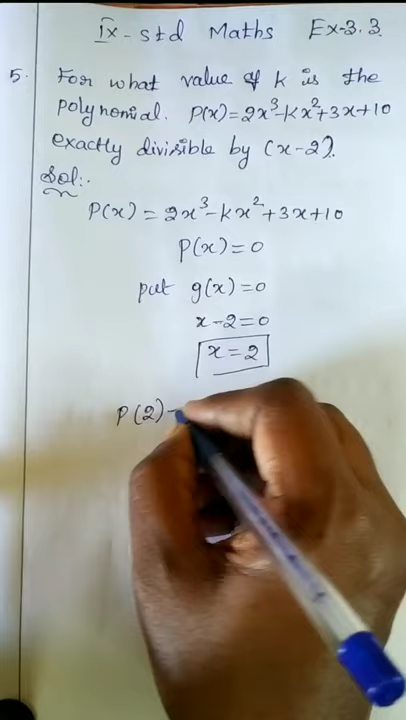 IX-std Maths Ex-3.3
5. For what value of k is the
polynomial. P(x)=2x³-kx²+3x+10
exactly divisible by (x-2).
Sol:-
P(x) = 2x³-kx²+3x+10
P(x)=0
put g(x)=0
x-2=0
x=2
P(2)-